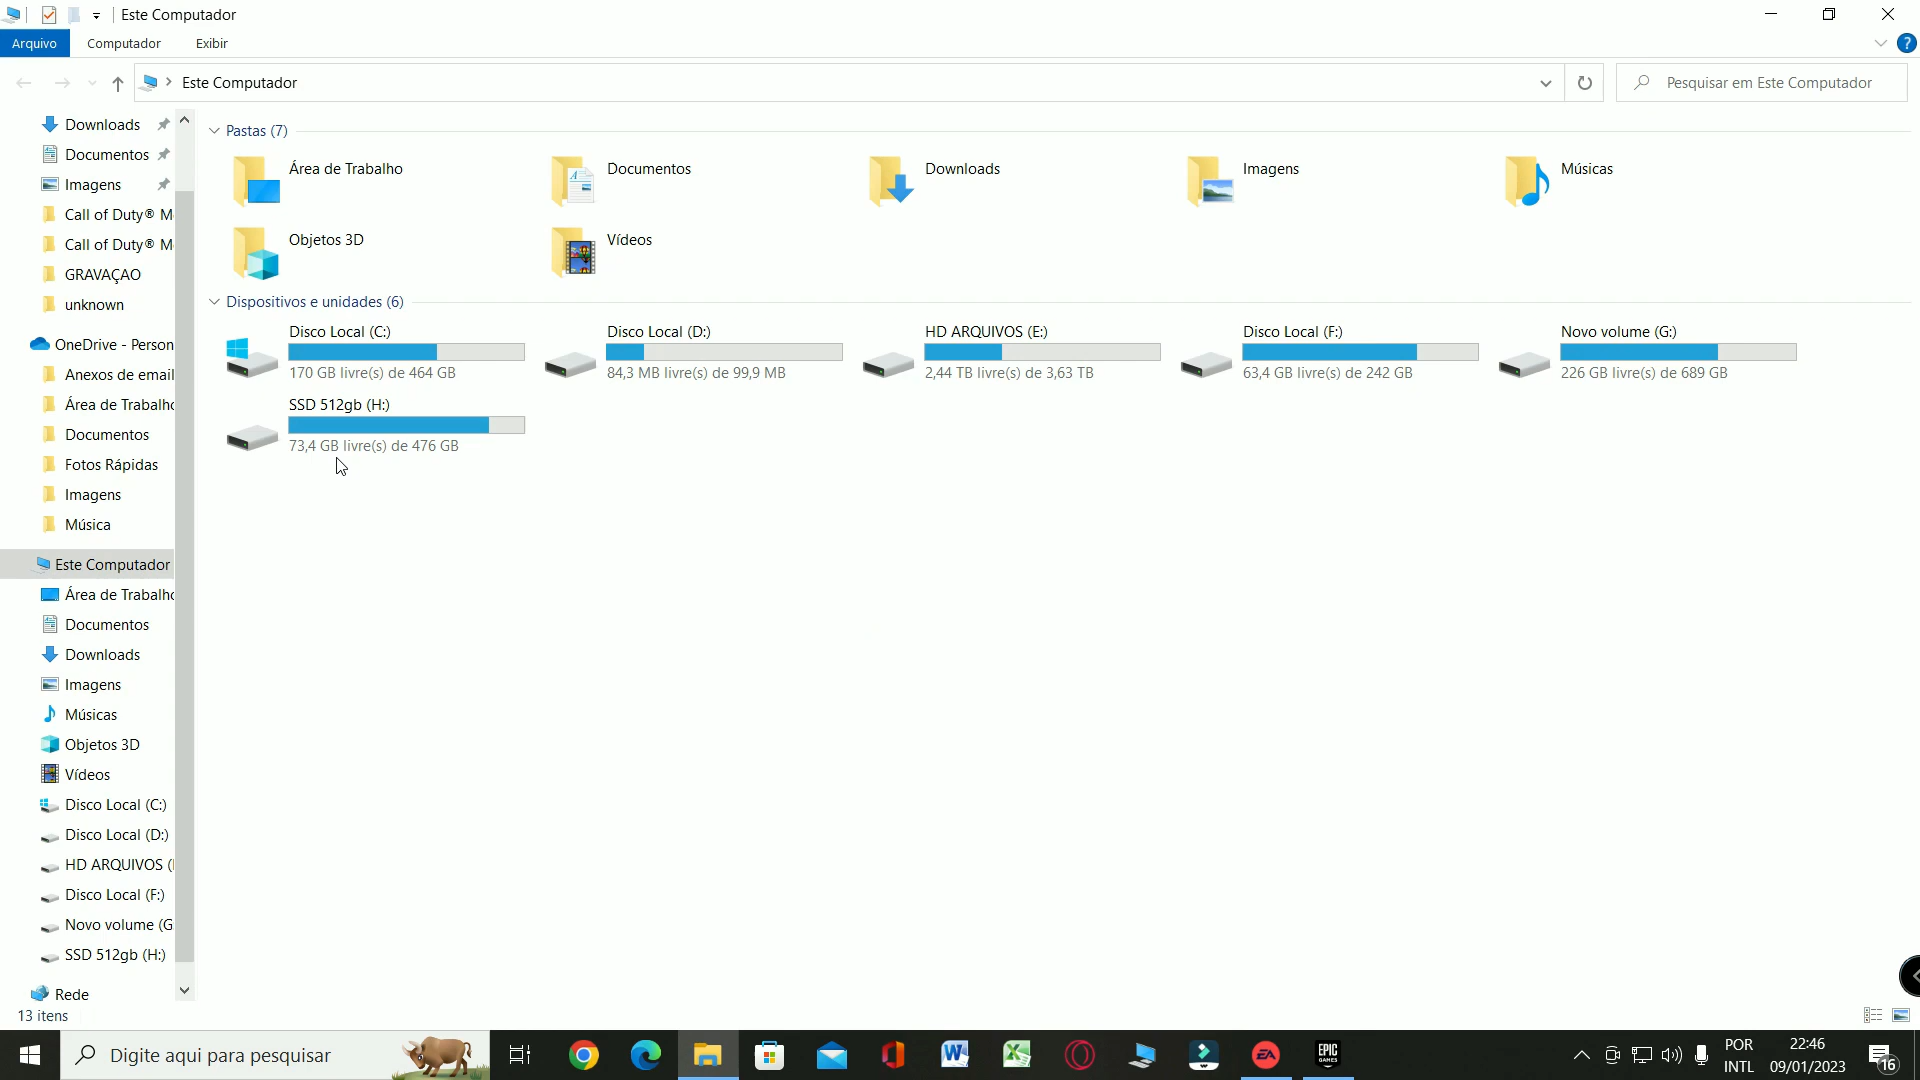 Este Computador
Arquivo
Computador
Exibir
?
Este Computador
Pesquisar em Este Computador
Downloads
Documentos
Imagens
Call of Duty® M
Call of Duty® M
GRAVAÇAO
unknown
OneDrive - Person
Anexos de email
Área de Trabalho
Documentos
Fotos Rápidas
Imagens
Música
Este Computador
Área de Trabalho
Documentos
Downloads
Imagens
Músicas
Objetos 3D
Vídeos
Disco Local (C:)
Disco Local (D:)
HD ARQUIVOS (
Disco Local (F:)
Novo volume (G
SSD 512gb (H:)
Rede
Pastas (7)
Área de Trabalho
Documentos
Downloads
Imagens
Músicas
Objetos 3D
Vídeos
Dispositivos e unidades (6)
Disco Local (C:)
170 GB livre(s) de 464 GB
Disco Local (D:)
84,3 MB livre(s) de 99,9 MB
HD ARQUIVOS (E:)
2,44 TB livre(s) de 3,63 TB
Disco Local (F:)
63,4 GB livre(s) de 242 GB
Novo volume (G:)
226 GB livre(s) de 689 GB
SSD 512gb (H:)
73,4 GB livre(s) de 476 GB
13 itens
Digite aqui para pesquisar
EA
EPIC
GAMES
POR
INTL
22:46
09/01/2023
16